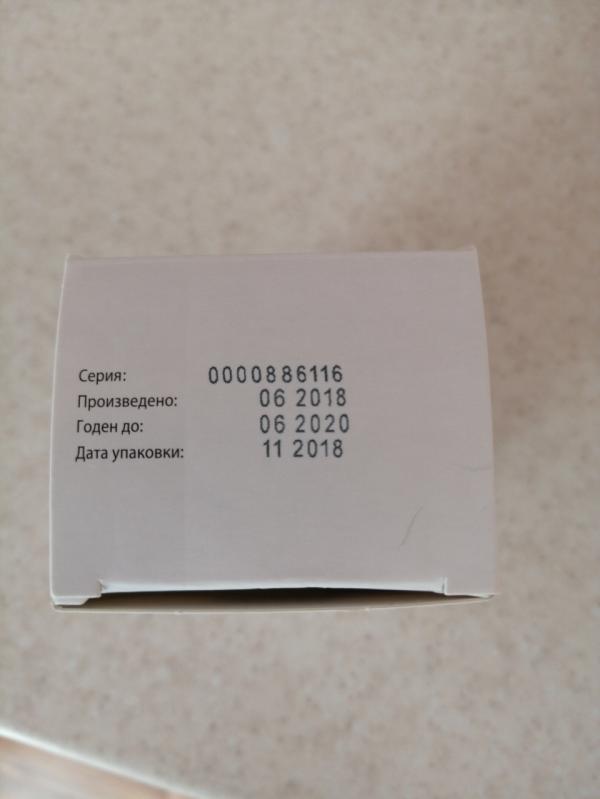 Серия: 0000886116
Произведено: 06 2018
Годен до: 06 2020
Дата упаковки: 11 2018